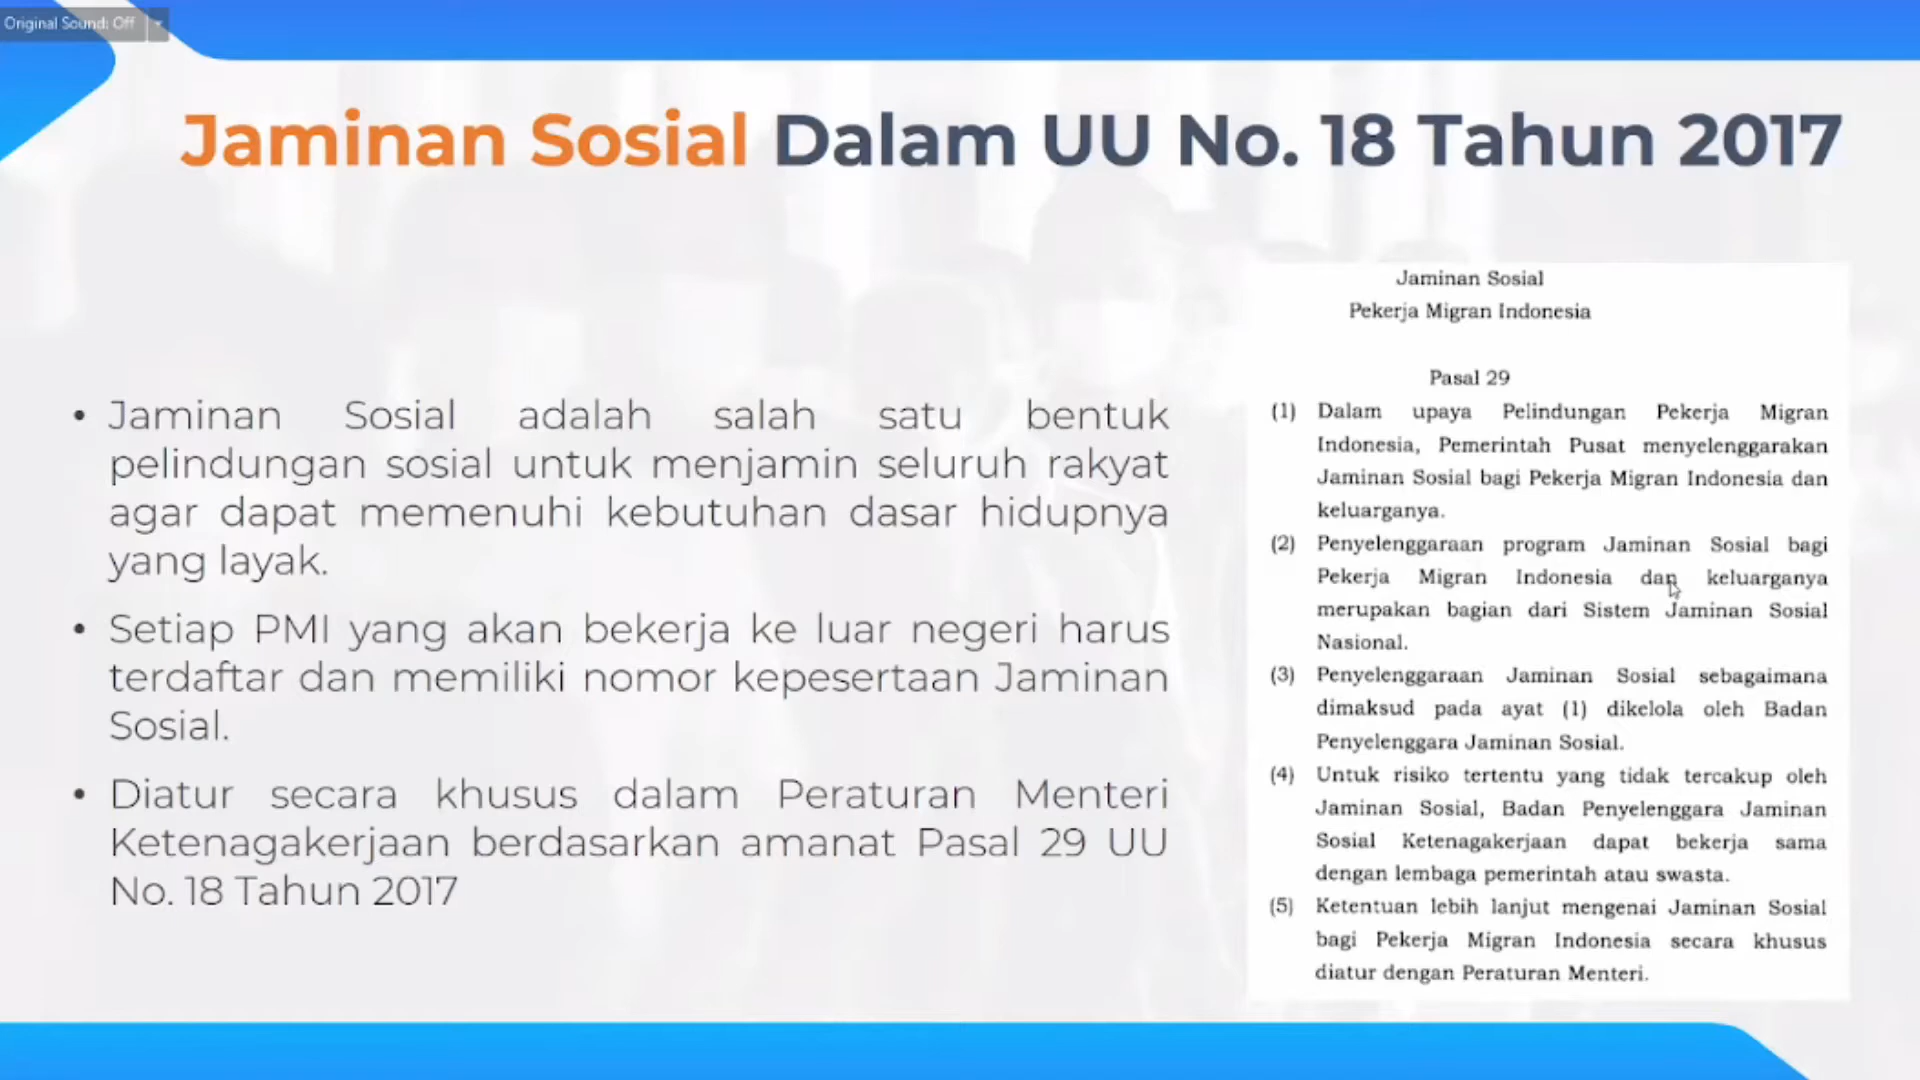 Original Sound: Off
Jaminan Sosial Dalam UU No. 18 Tahun 2017
• Jaminan Sosial adalah salah satu bentuk
pelindungan sosial untuk menjamin seluruh rakyat
agar dapat memenuhi kebutuhan dasar hidupnya
yang layak.
• Setiap PMI yang akan bekerja ke luar negeri harus
terdaftar dan memiliki nomor kepesertaan Jaminan
Sosial.
• Diatur secara khusus dalam Peraturan Menteri
Ketenagakerjaan berdasarkan amanat Pasal 29 UU
No. 18 Tahun 2017
Jaminan Sosial
Pekerja Migran Indonesia
Pasal 29
(1) Dalam upaya Pelindungan Pekerja Migran
Indonesia, Pemerintah Pusat menyelenggarakan
Jaminan Sosial bagi Pekerja Migran Indonesia dan
keluarganya.
(2) Penyelenggaraan program Jaminan Sosial bagi
Pekerja Migran Indonesia dan keluarganya
merupakan bagian dari Sistem Jaminan Sosial
Nasional.
(3) Penyelenggaraan Jaminan Sosial sebagaimana
dimaksud pada ayat (1) dikelola oleh Badan
Penyelenggara Jaminan Sosial.
(4) Untuk risiko tertentu yang tidak tercakup oleh
Jaminan Sosial, Badan Penyelenggara Jaminan
Sosial Ketenagakerjaan dapat bekerja sama
dengan lembaga pemerintah atau swasta.
(5) Ketentuan lebih lanjut mengenai Jaminan Sosial
bagi Pekerja Migran Indonesia secara khusus
diatur dengan Peraturan Menteri.